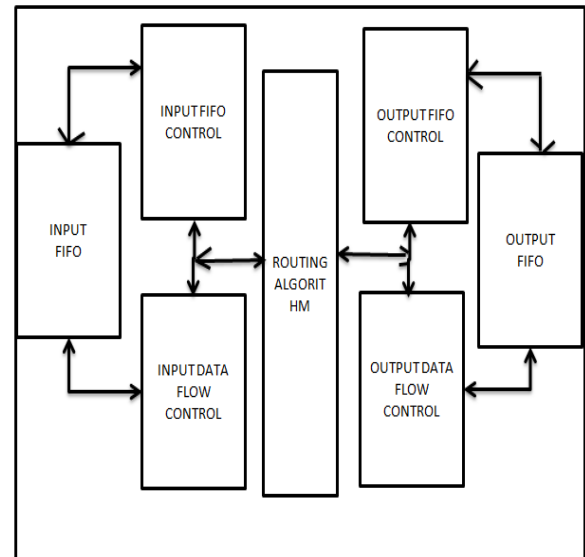 INPUT FIFO
CONTROL
OUTPUT FIFO
CONTROL
INPUT
FIFO
ROUTING
ALGORIT
HM
OUTPUT
FIFO
INPUT DATA
FLOW
CONTROL
OUTPUT DATA
FLOW
CONTROL